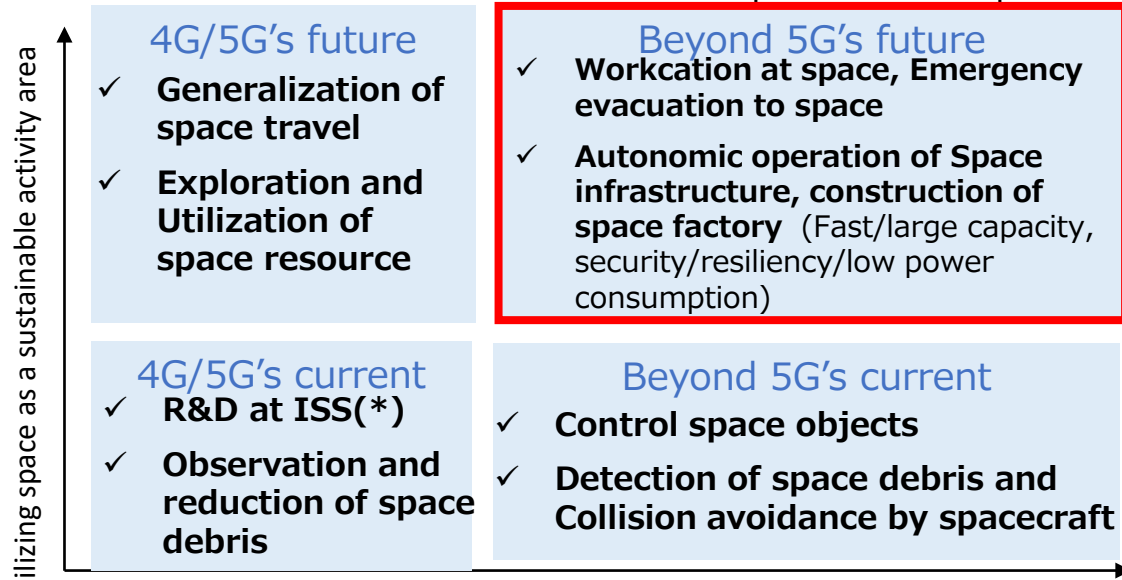 4G/5G's future
✓ Generalization of
space travel
✓ Exploration and
Utilization of
space resource
Beyond 5G's future
✓ Workcation at space, Emergency
evacuation to space
✓ Autonomic operation of Space
infrastructure, construction of
space factory (Fast/large capacity,
security/resiliency/low power
consumption)
4G/5G's current
✓ R&D at ISS(*)
✓ Observation and
reduction of space
debris
Beyond 5G's current
✓ Control space objects
✓ Detection of space debris and
Collision avoidance by spacecraft
ilizing space as a sustainable activity area